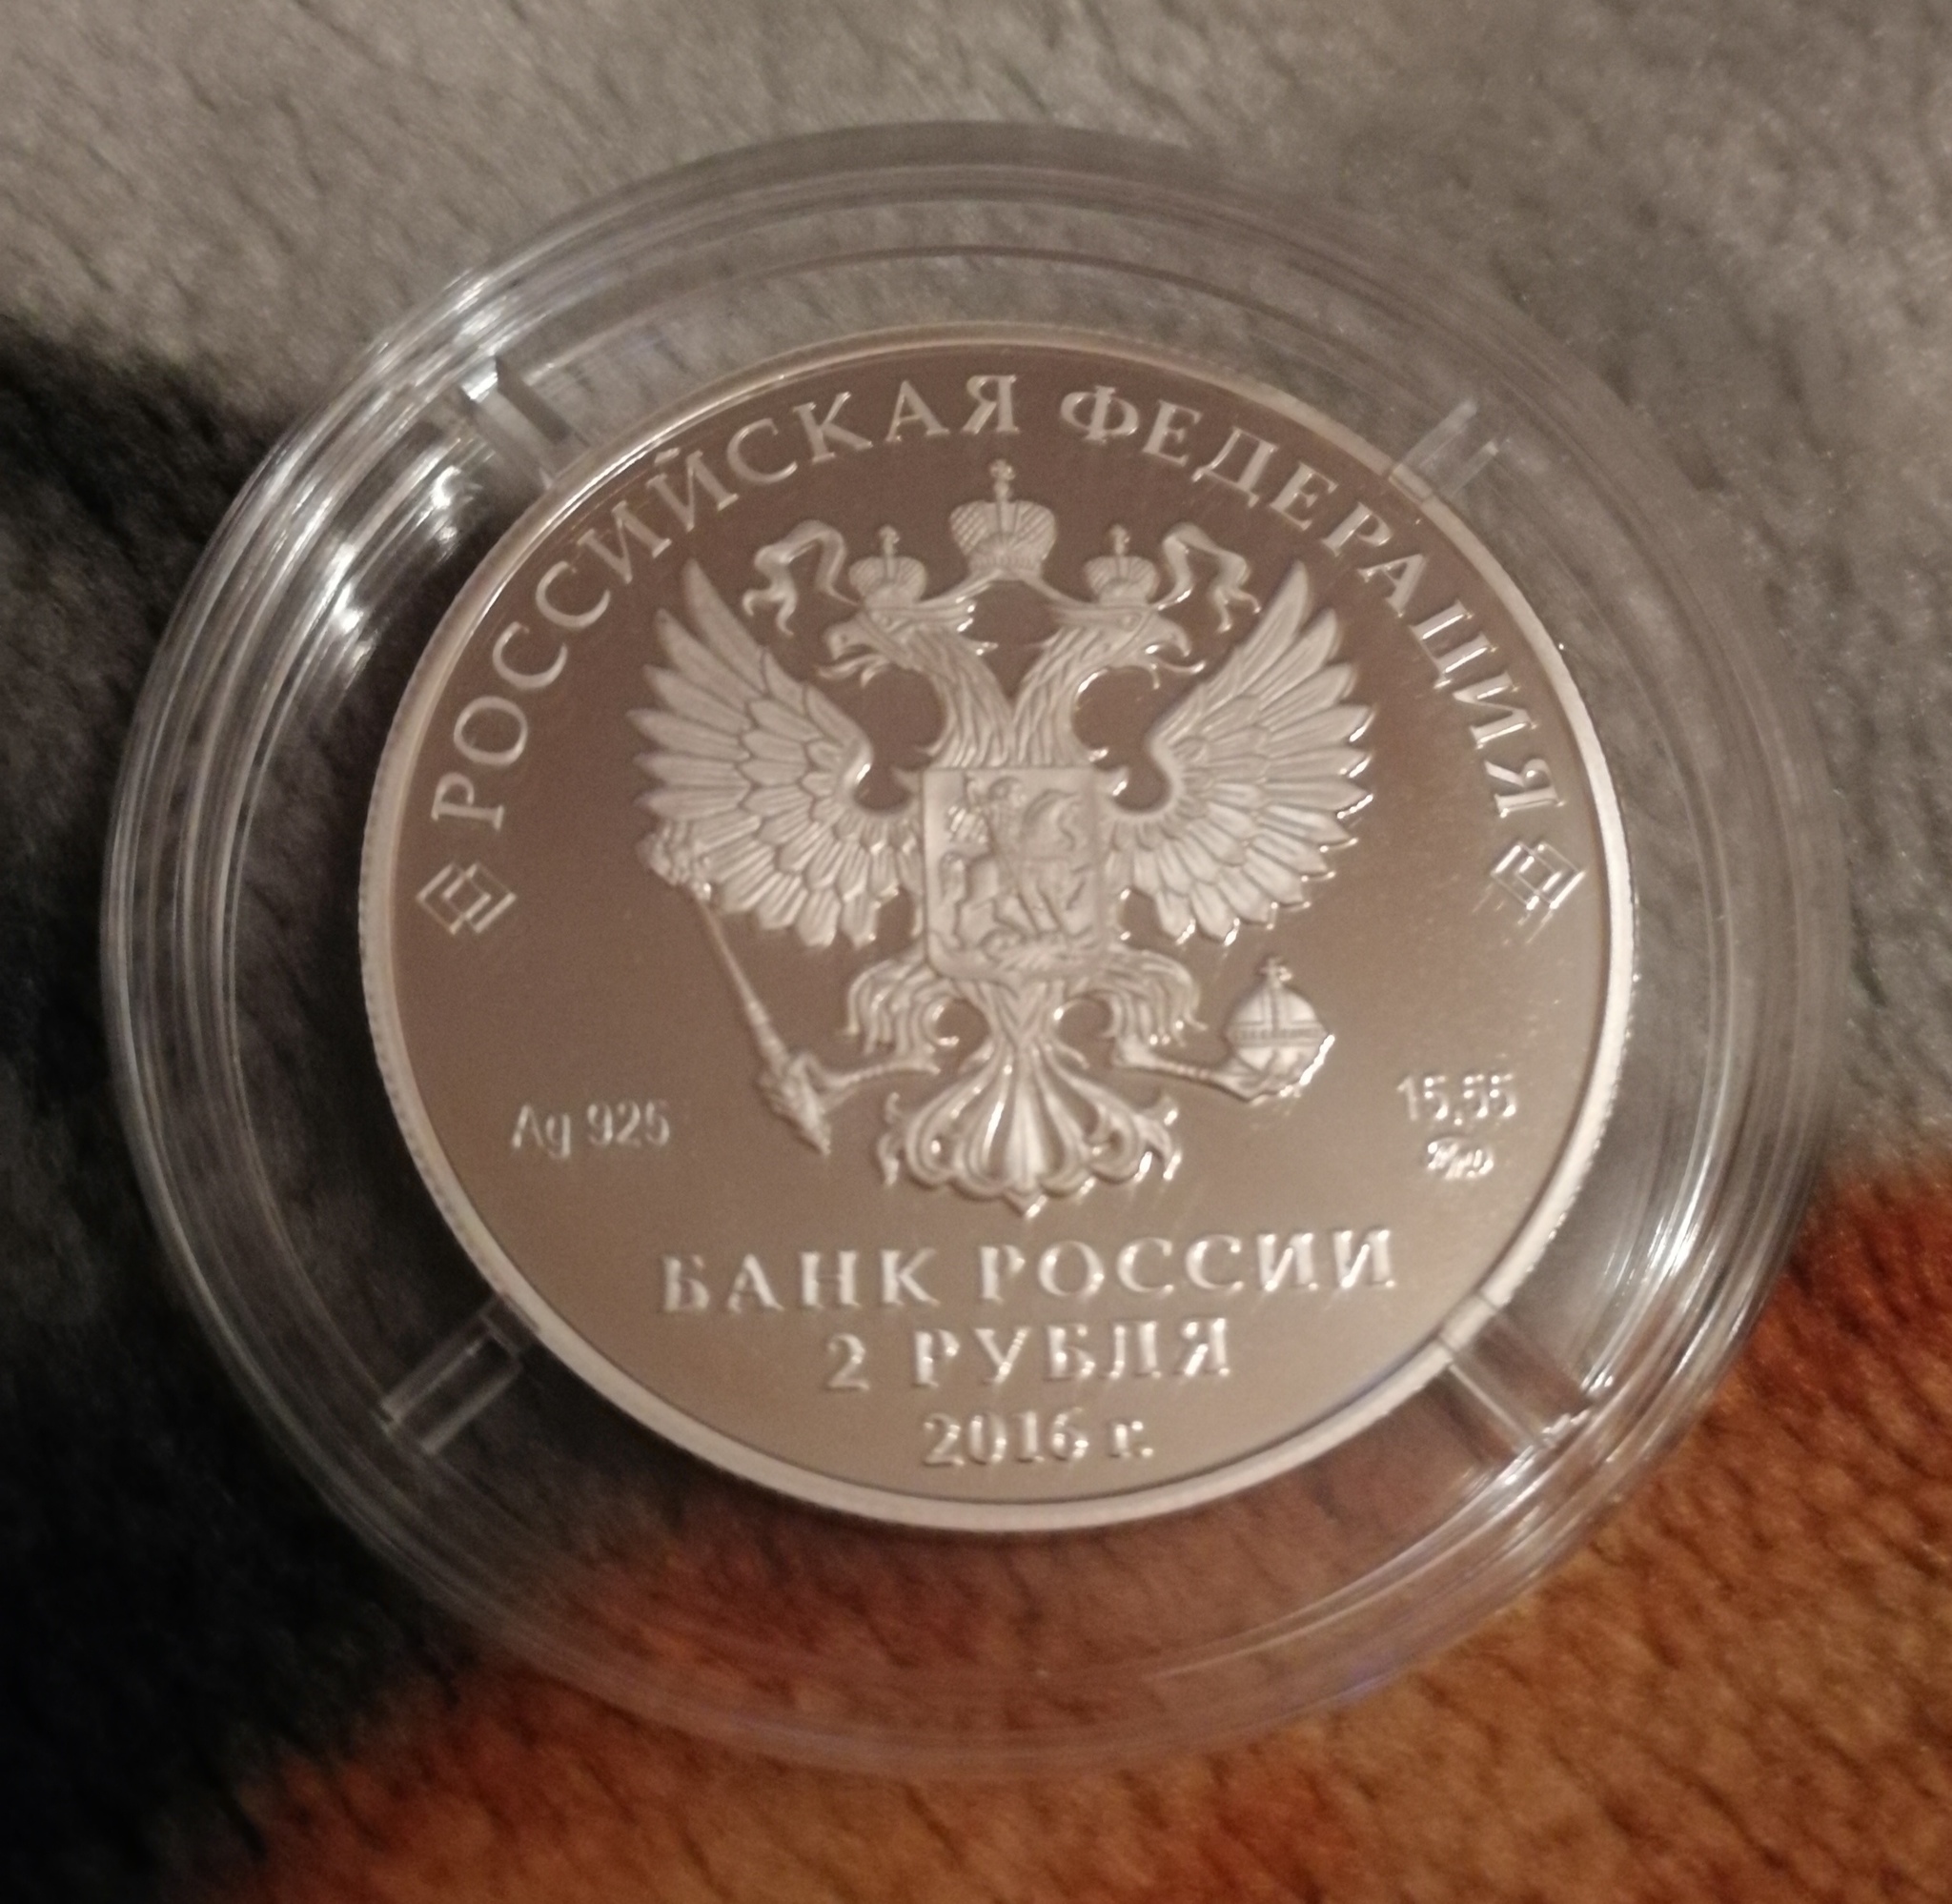 РОССИЙСКАЯ ФЕДЕРАЦИЯ
Ag 925
15,55
БАНК РОССИИ
2 РУБЛЯ
2016 г.